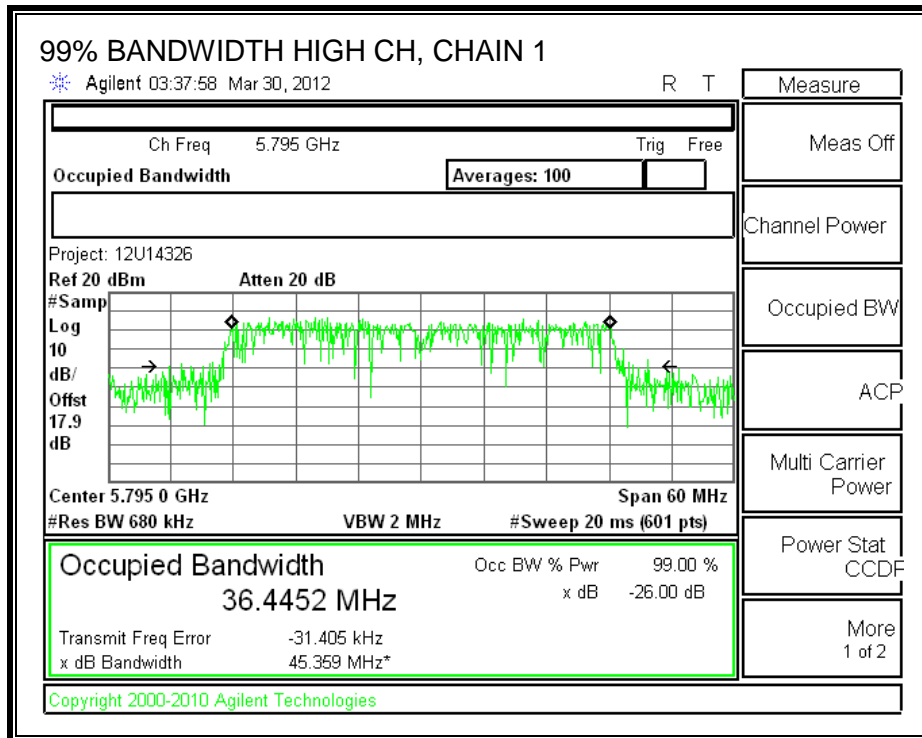 99% BANDWIDTH HIGH CH, CHAIN 1
Agilent 03:37:58 Mar 30, 2012 R T
Measure
Ch Freq 5.795 GHz Trig Free
Meas Off
Occupied Bandwidth Averages: 100
Channel Power
Project: 12U14326
Ref 20 dBm Atten 20 dB
#Samp
Log
10
dB/
Offst
17.9
dB
Occupied BW
ACP
Multi Carrier
Power
Center 5.795 0 GHz Span 60 MHz
#Res BW 680 kHz VBW 2 MHz #Sweep 20 ms (601 pts)
Power Stat
CCDF
Occupied Bandwidth Occ BW % Pwr 99.00 %
36.4452 MHz x dB -26.00 dB
Transmit Freq Error -31.405 kHz
x dB Bandwidth 45.359 MHz*
More
1 of 2
Copyright 2000-2010 Agilent Technologies